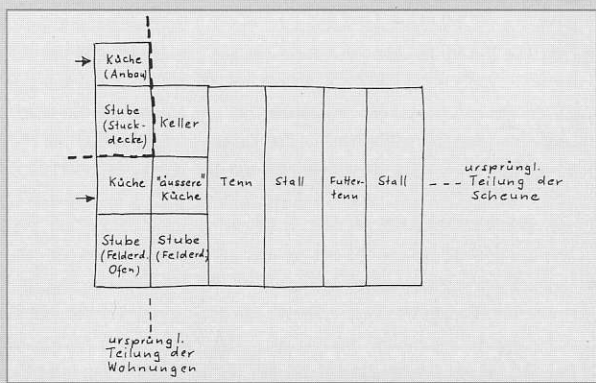 Küche
(Anbau)
Stube
(Stuck-
decke)
Keller
Küche
"äussere"
Küche
Tenn
Stall
Futter-
tenn
Stall
ursprüngl.
Teilung der
Scheune
Stube
(Felderd.
Ofen)
Stube
(Felderd.)
ursprüngl.
Teilung der
Wohnungen